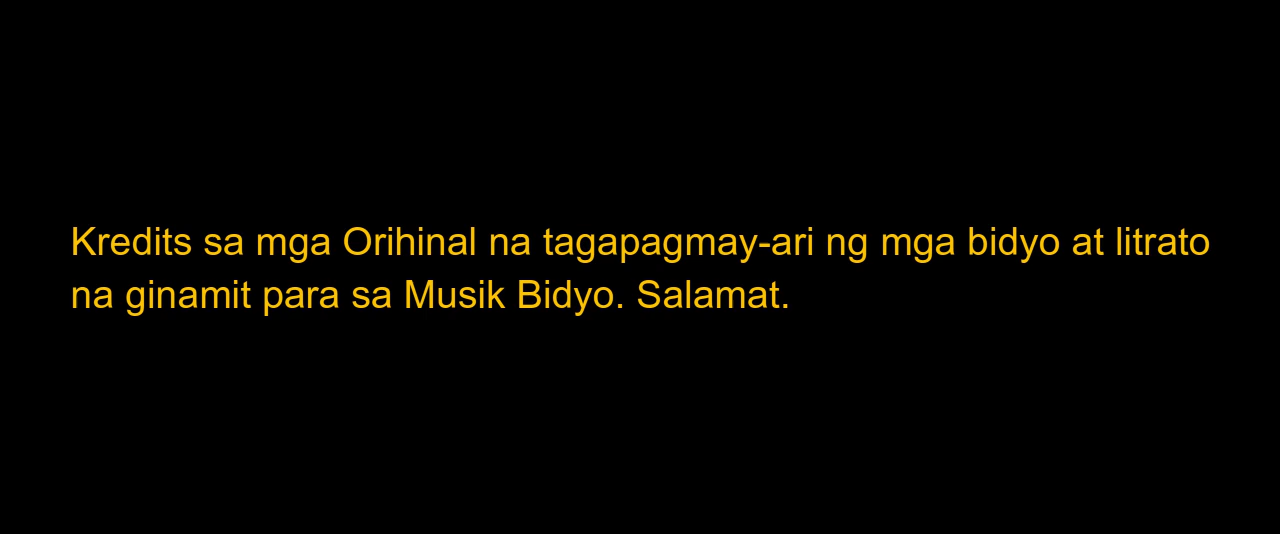 Kredits sa mga Orihinal na tagapagmay-ari ng mga bidyo at litrato
na ginamit para sa Musik Bidyo. Salamat.